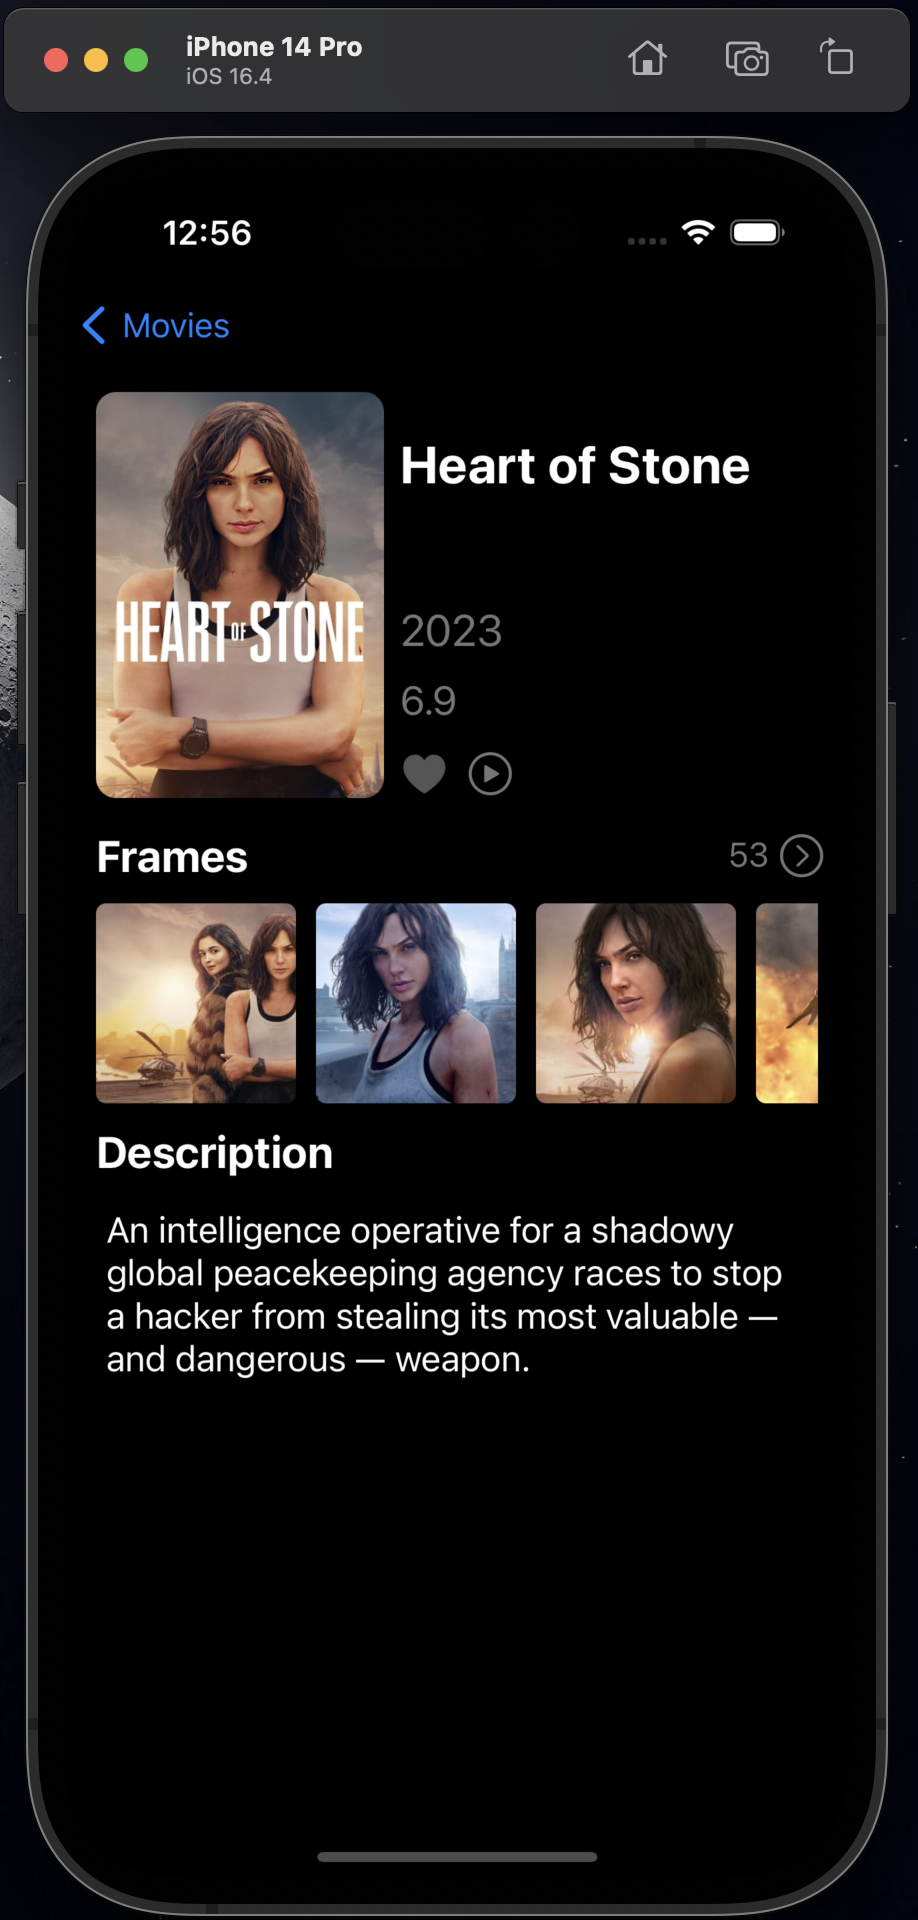 iPhone 14 Pro
iOS 16.4
12:56
Movies
HEART OF STONE
Heart of Stone
2023
6.9
Frames
53
Description
An intelligence operative for a shadowy
global peacekeeping agency races to stop
a hacker from stealing its most valuable —
and dangerous — weapon.